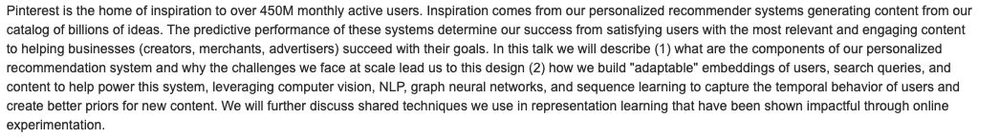 Pinterest is the home of inspiration to over 450M monthly active users. Inspiration comes from our personalized recommender systems generating content from our
catalog of billions of ideas. The predictive performance of these systems determine our success from satisfying users with the most relevant and engaging content
to helping businesses (creators, merchants, advertisers) succeed with their goals. In this talk we will describe (1) what are the components of our personalized
recommendation system and why the challenges we face at scale lead us to this design (2) how we build "adaptable" embeddings of users, search queries, and
content to help power this system, leveraging computer vision, NLP, graph neural networks, and sequence learning to capture the temporal behavior of users and
create better priors for new content. We will further discuss shared techniques we use in representation learning that have been shown impactful through online
experimentation.